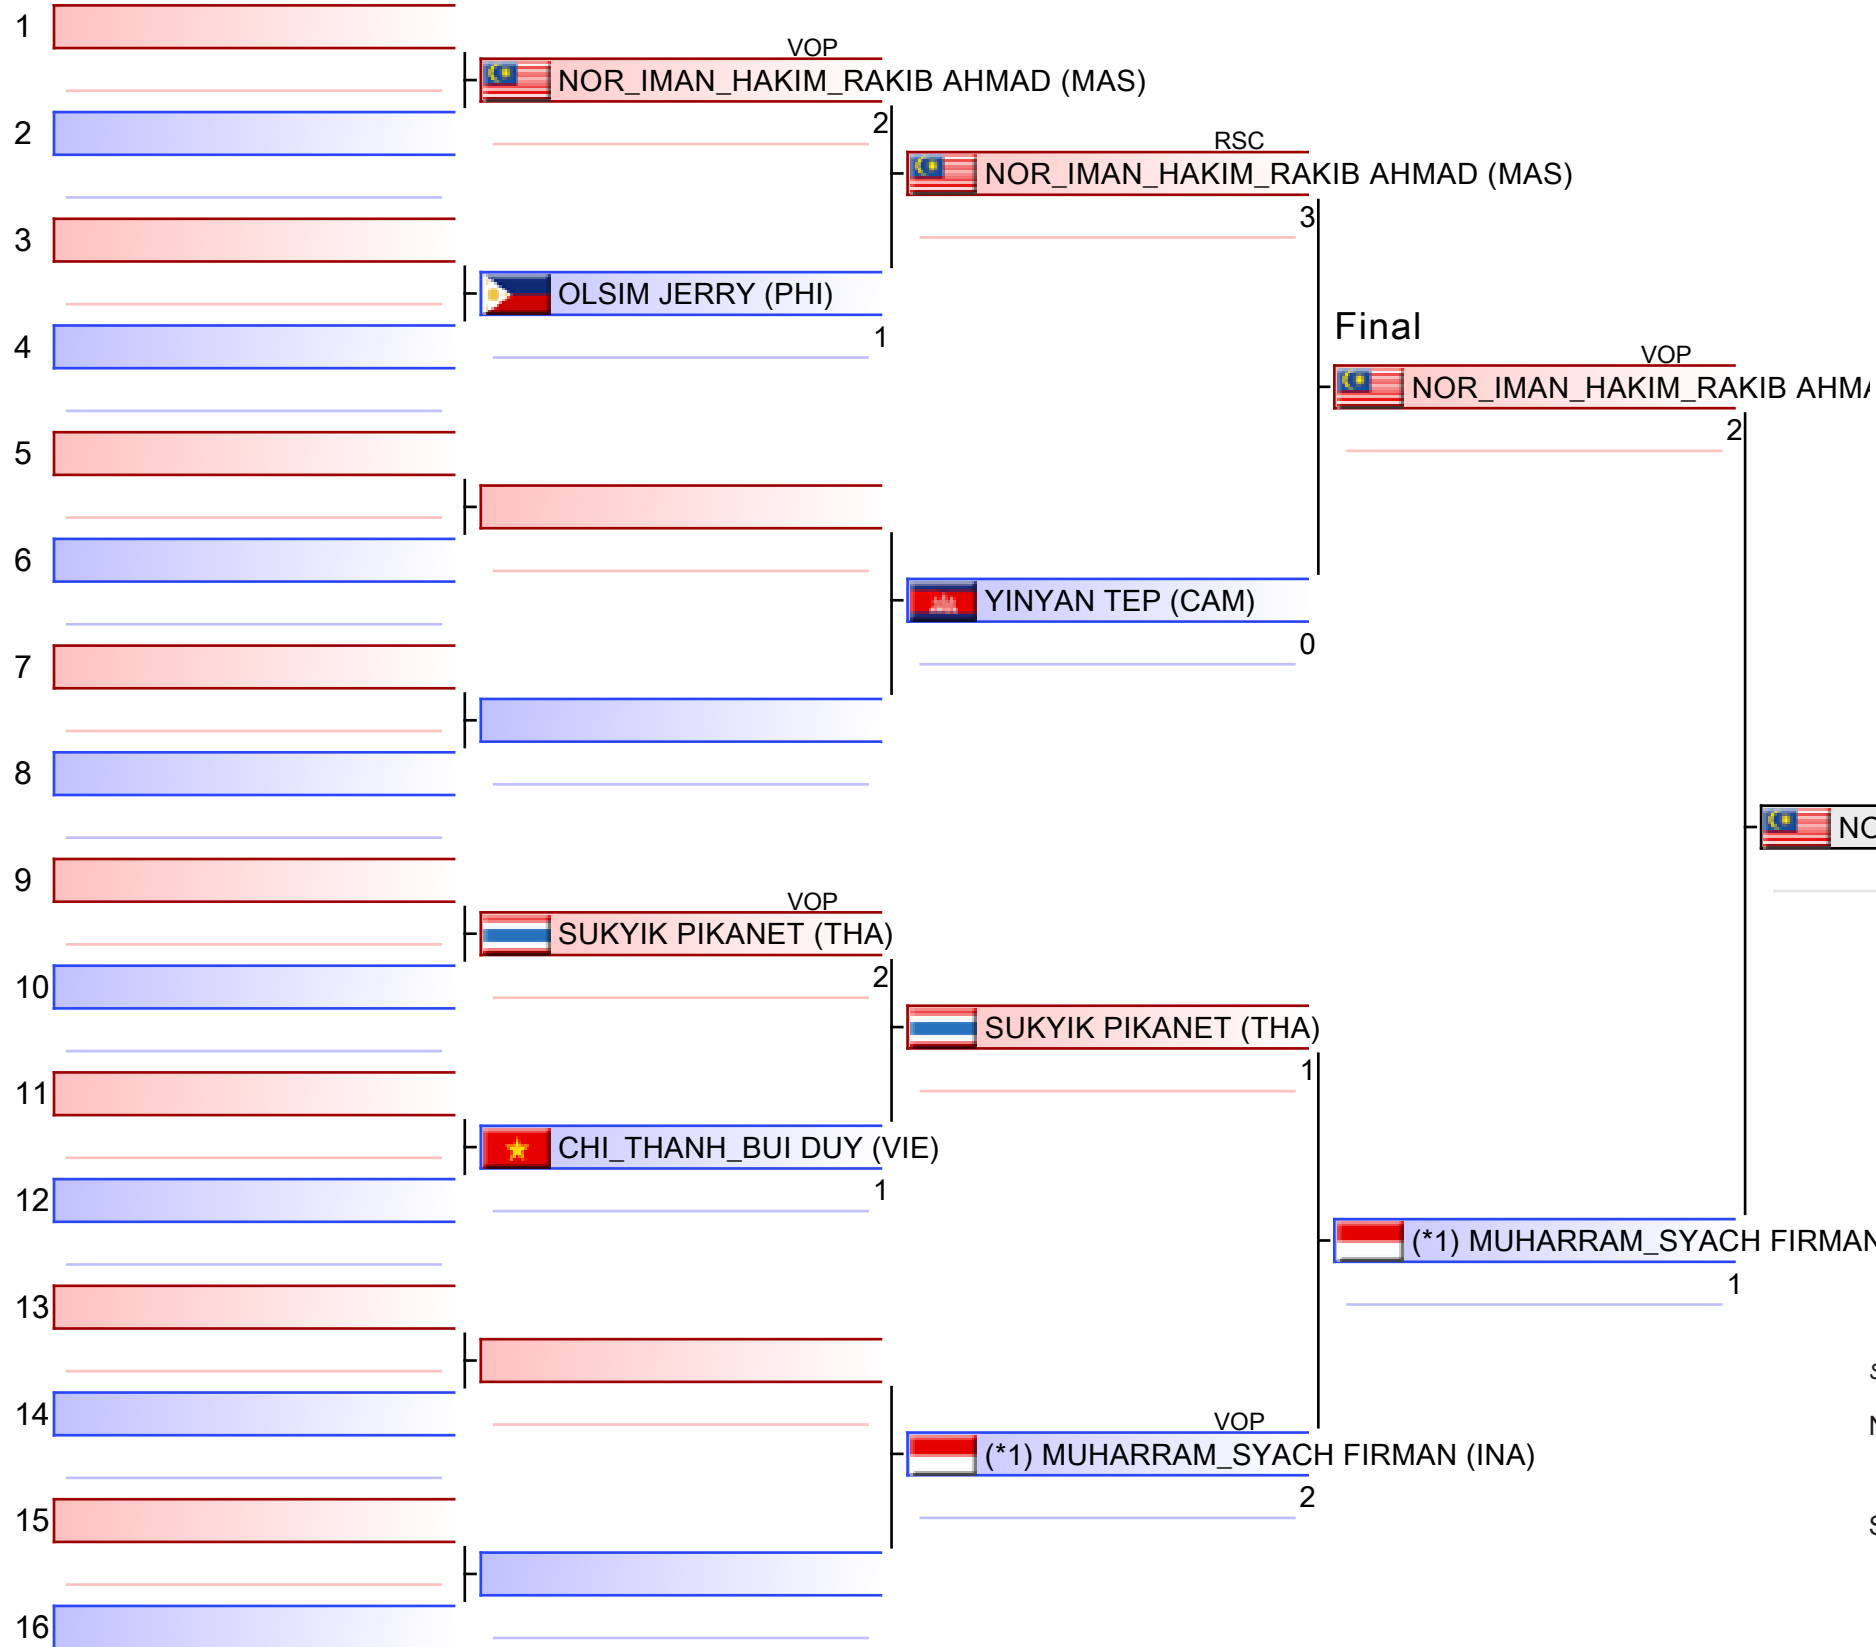 1
VOP
NOR_IMAN_HAKIM_RAKIB AHMAD (MAS)
2
2
RSC
NOR_IMAN_HAKIM_RAKIB AHMAD (MAS)
3
3
OLSIM JERRY (PHI)
1
4
Final
VOP
NOR_IMAN_HAKIM_RAKIB AHMA
2
5
6
YINYAN TEP (CAM)
0
7
8
NO
9
VOP
SUKYIK PIKANET (THA)
2
10
SUKYIK PIKANET (THA)
1
11
CHI_THANH_BUI DUY (VIE)
1
12
(*1) MUHARRAM_SYACH FIRMAN
1
13
14
VOP
(*1) MUHARRAM_SYACH FIRMAN (INA)
2
15
16